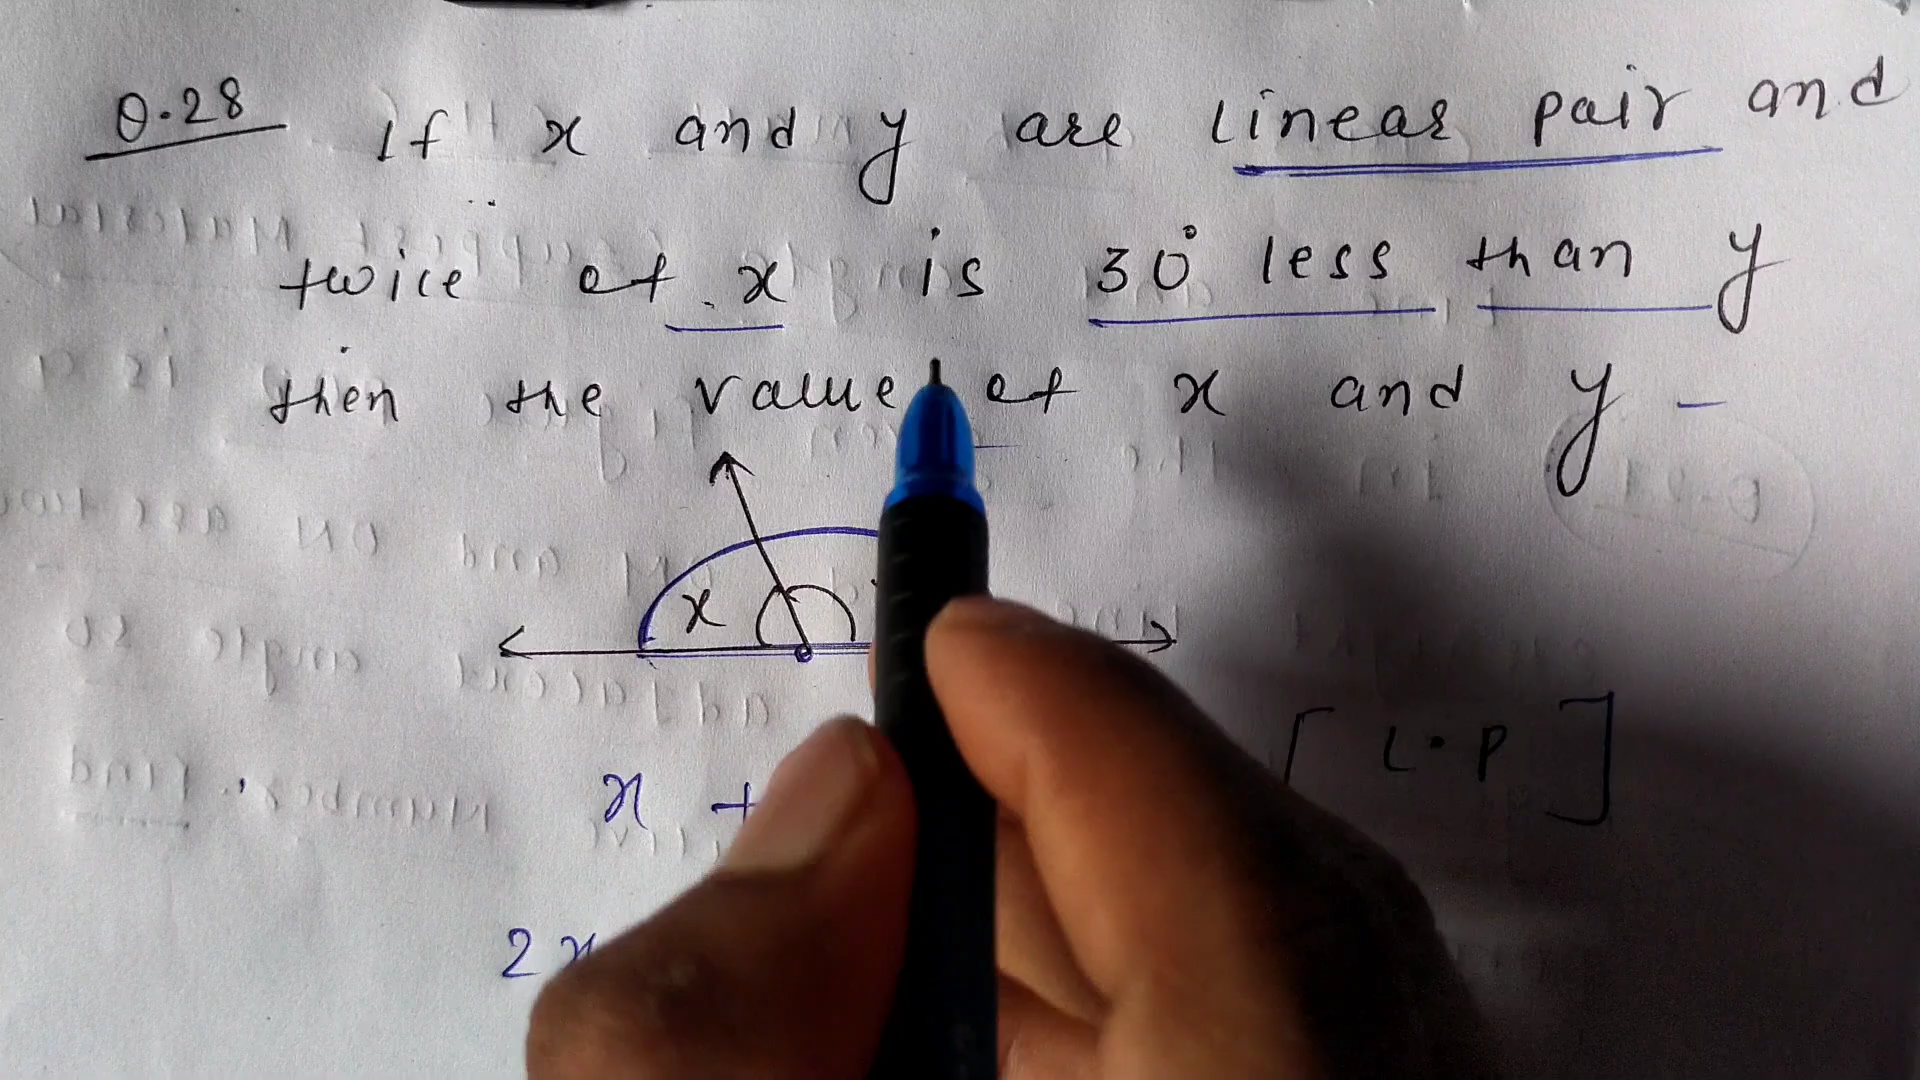 Q.28 If x and y are linear pair and
twice of x is 30° less than y
then the value of x and y -
x
x +
[L.P]
2x